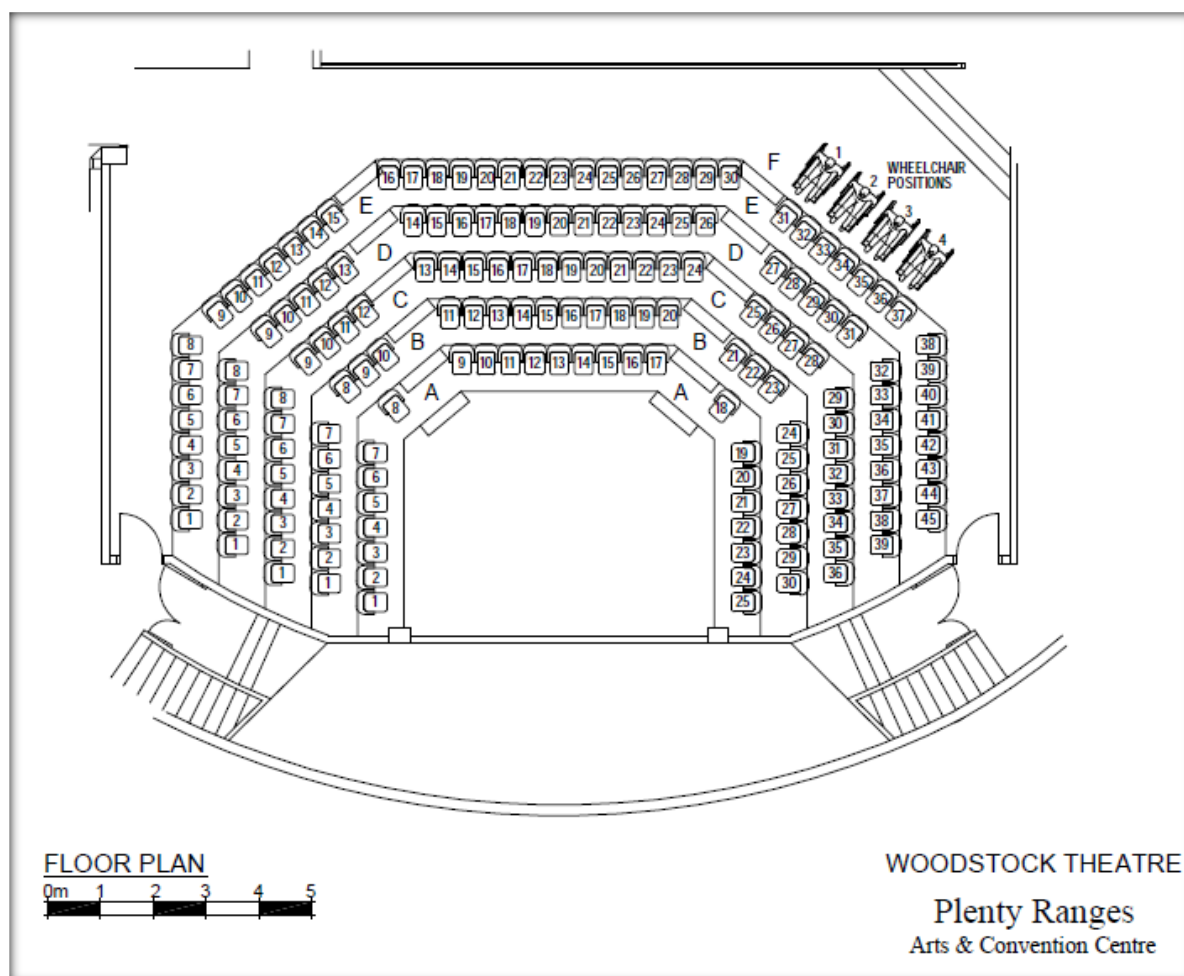 F
1
2
3
4
WHEELCHAIR
POSITIONS
16 17 18 19 20 21 22 23 24 25 26 27 28 29 30
E E
14 15 16 17 18 19 20 21 22 23 24 25 26
D D
13 14 15 16 17 18 19 20 21 22 23 24
C C
11 12 13 14 15 16 17 18 19 20
B B
9 10 11 12 13 14 15 16 17
A A
9 10 11 12 13 14 15
9 10 11 12 13
9 10 11 12
8 9 10
8
31 32 33 34 35 36 37
27 28 29 30 31
25 26 27 28
21 22 23
18
8 7 6 5 4 3 2 1
8 7 6 5 4 3 2 1
8 7 6 5 4 3 2 1
7 6 5 4 3 2 1
7 6 5 4 3 2 1
19 20 21 22 23 24 25
24 25 26 27 28 29 30
29 30 31 32 33 34 35 36
32 33 34 35 36 37 38 39
38 39 40 41 42 43 44 45
FLOOR PLAN
0m 1 2 3 4 5
WOODSTOCK THEATRE
Plenty Ranges
Arts & Convention Centre